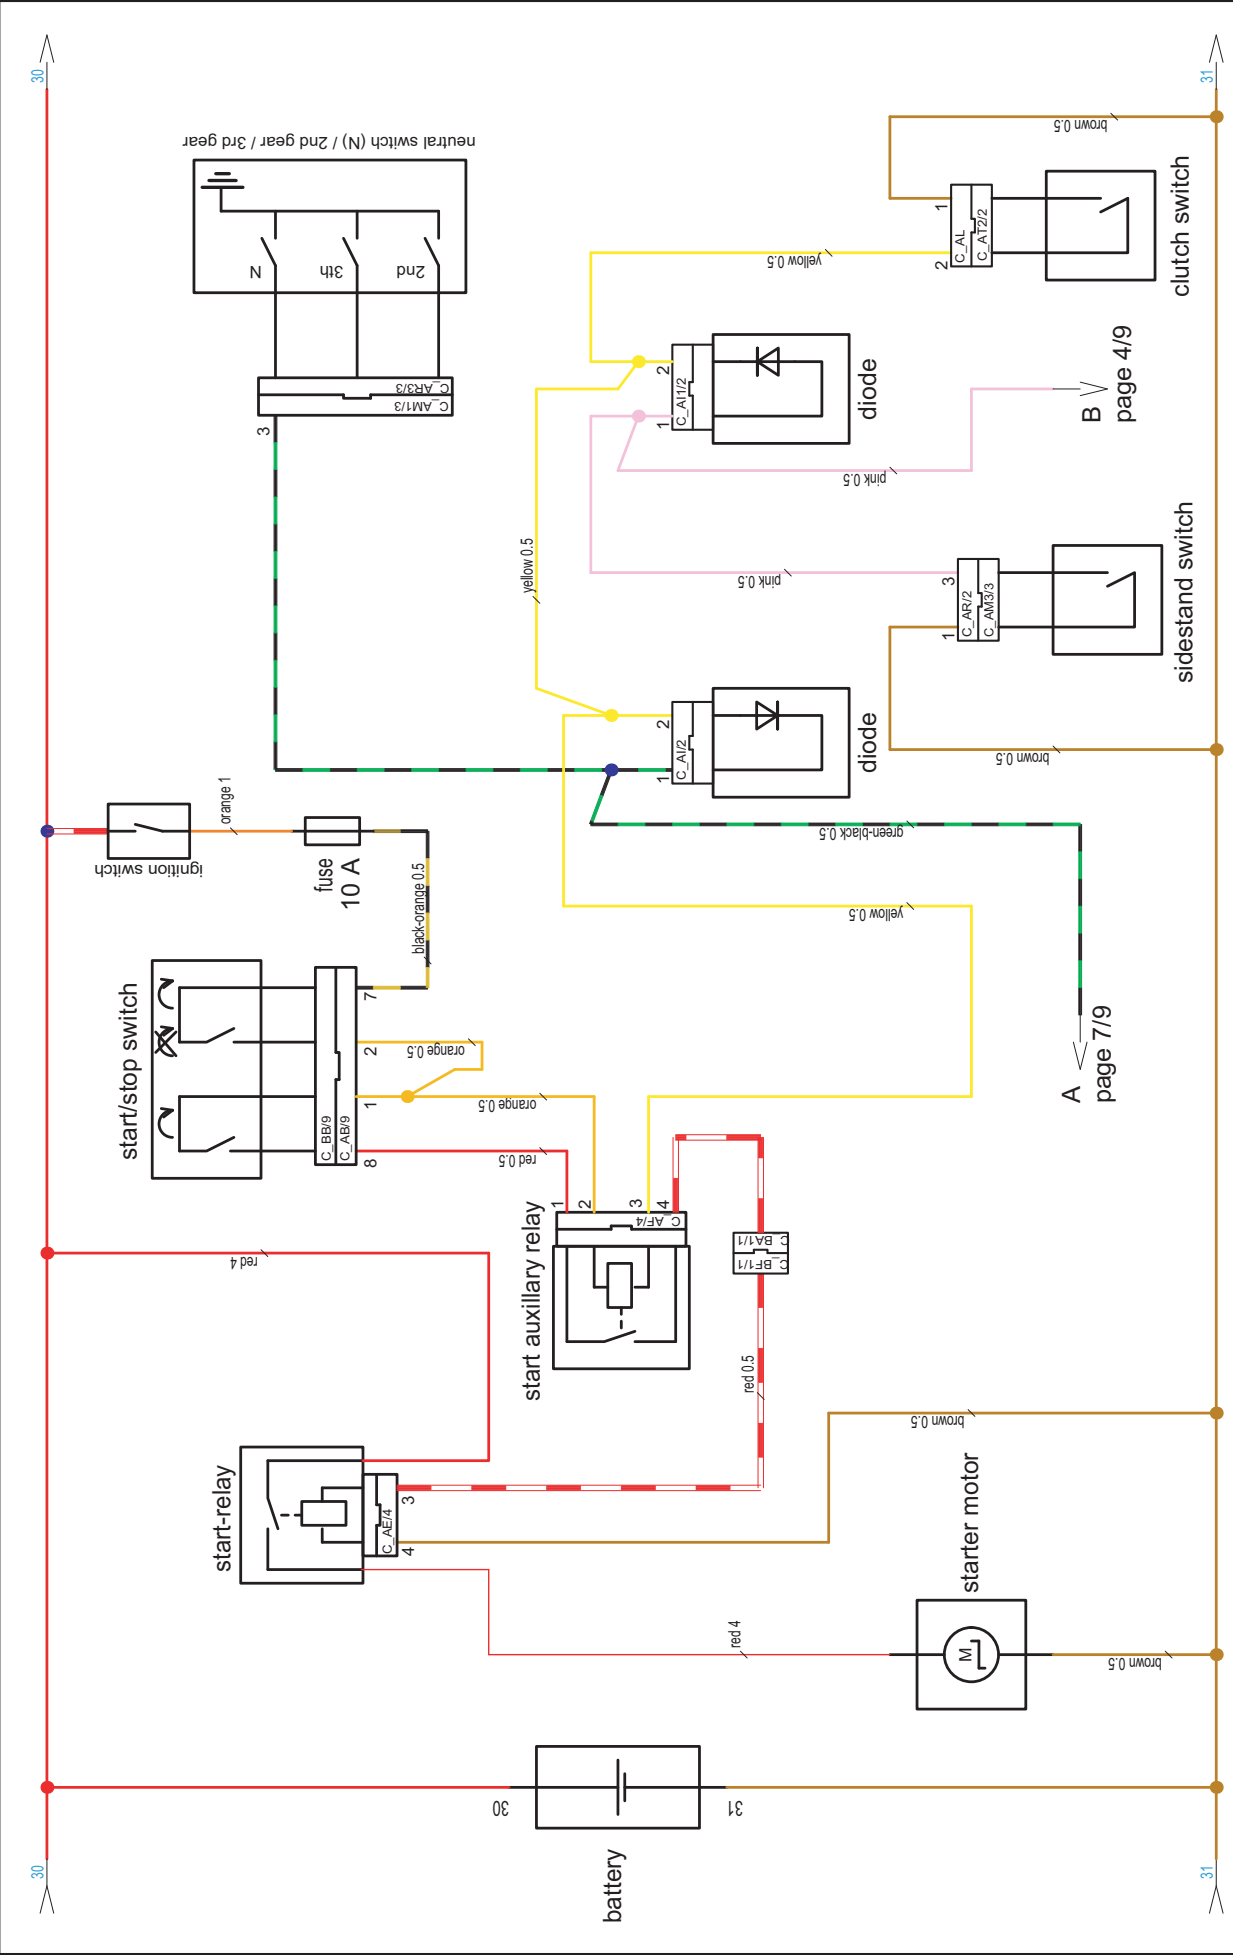 30
31
neutral switch (N) / 2nd gear / 3rd gear
N
3th
2nd
C_AR3/3
C_AM1/3
3
brown 0.5
1
2
C_AL
C_AT2/2
clutch switch
yellow 0.5
2
1
C_AI1/2
diode
B
page 4/9
pink 0.5
yellow 0.5
pink 0.5
3
1
C_AR/2
C_AM3/3
sidestand switch
brown 0.5
2
1
C_AI/2
diode
green-black 0.5
A
page 7/9
yellow 0.5
ignition switch
orange 1
fuse
10 A
black-orange 0.5
start/stop switch
C_BB/9
C_AB/9
7
2
1
8
orange 0.5
orange 0.5
red 0.5
start auxillary relay
1
2
3
4
C_AF/4
C_BA1/1
C_BF1/1
red 0.5
red 4
start-relay
C_AE/4
3
4
brown 0.5
red 4
starter motor
M
brown 0.5
battery
30
31
30
31